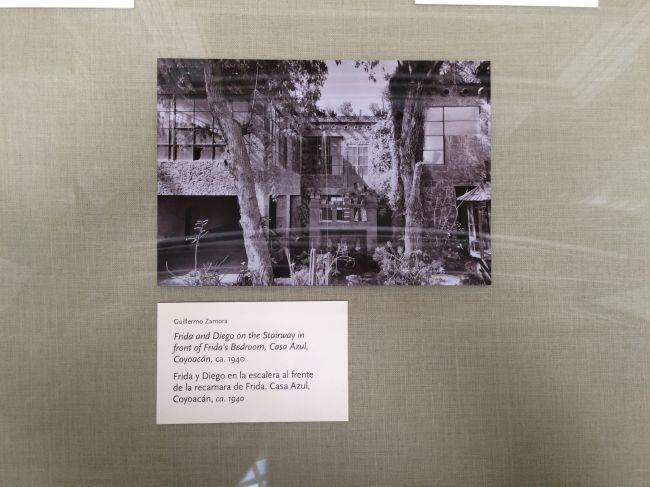 Guillermo Zamora
Frida and Diego on the Stairway in
front of Frida's Bedroom, Casa Azul,
Coyoacán, ca. 1940
Frida y Diego en la escalera al frente
de la recamara de Frida, Casa Azul,
Coyoacán, ca. 1940